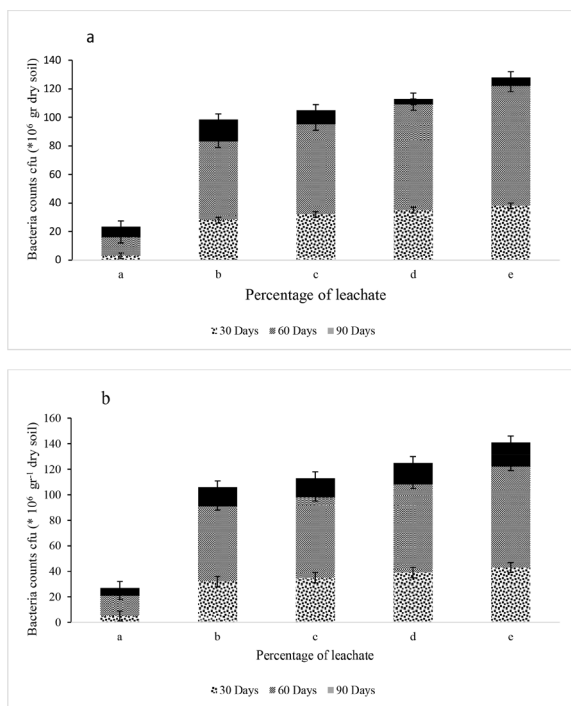 a
Bacteria counts cfu (*10⁶ gr dry soil)
140
120
100
80
60
40
20
0
a b c d e
Percentage of leachate
30 Days 60 Days 90 Days
b
Bacteria counts cfu (* 10⁶ gr⁻¹ dry soil)
160
140
120
100
80
60
40
20
0
a b c d e
Percentage of leachate
30 Days 60 Days 90 Days